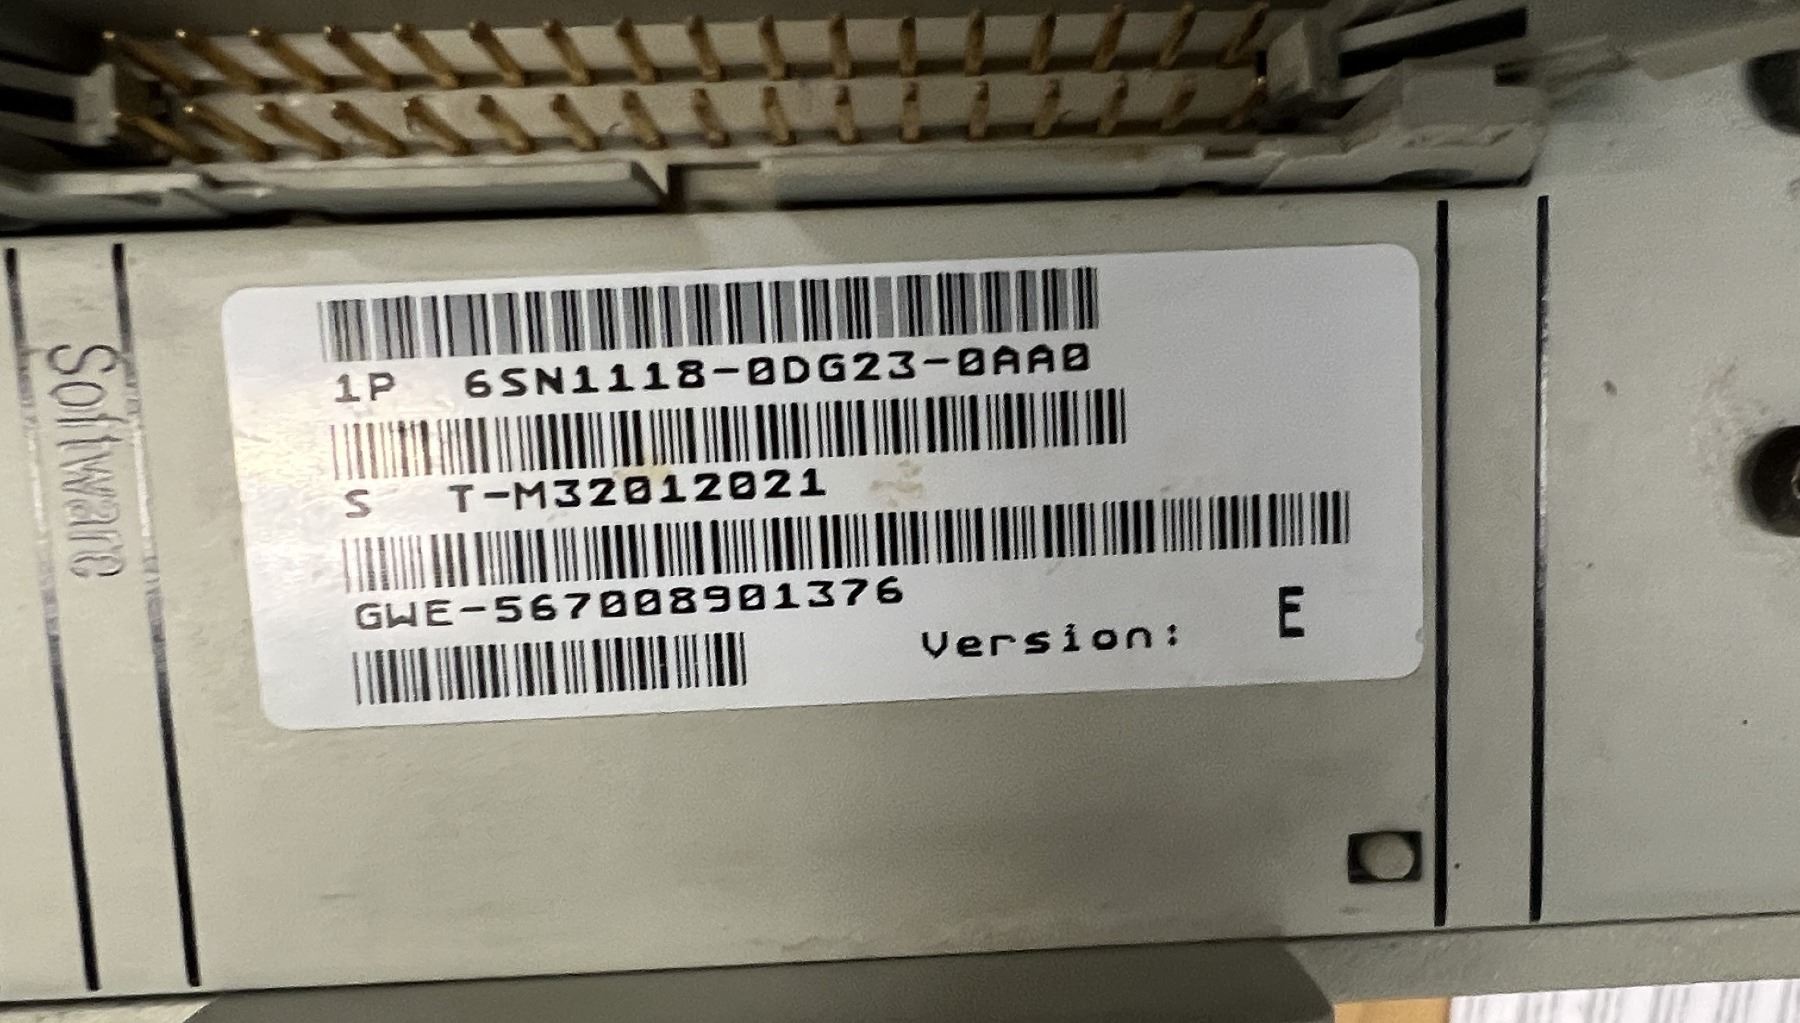 1P 6SN1118-0DG23-0AA0
S T-M32012021
GWE-567008901376
Version: E
Software